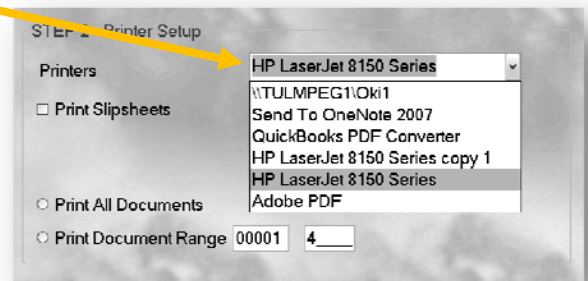 STEP 2 - Printer Setup
Printers
HP LaserJet 8150 Series
\\TULMPEG1\Oki1
Print Slipsheets
Send To OneNote 2007
QuickBooks PDF Converter
HP LaserJet 8150 Series copy 1
HP LaserJet 8150 Series
Print All Documents
Adobe PDF
Print Document Range 00001 4____